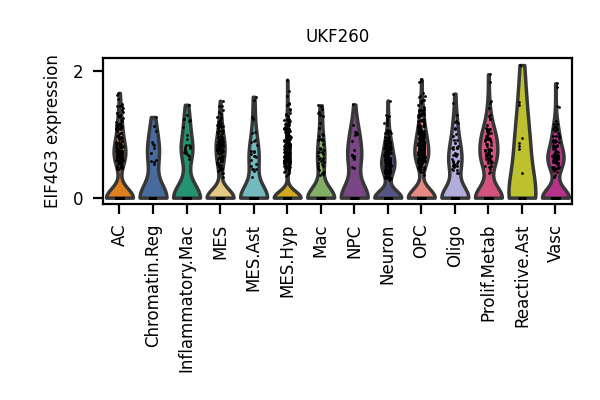 UKF260
EIF4G3 expression
2
0
AC
Chromatin.Reg
Inflammatory.Mac
MES
MES.Ast
MES.Hyp
Mac
NPC
Neuron
OPC
Oligo
Prolif.Metab
Reactive.Ast
Vasc